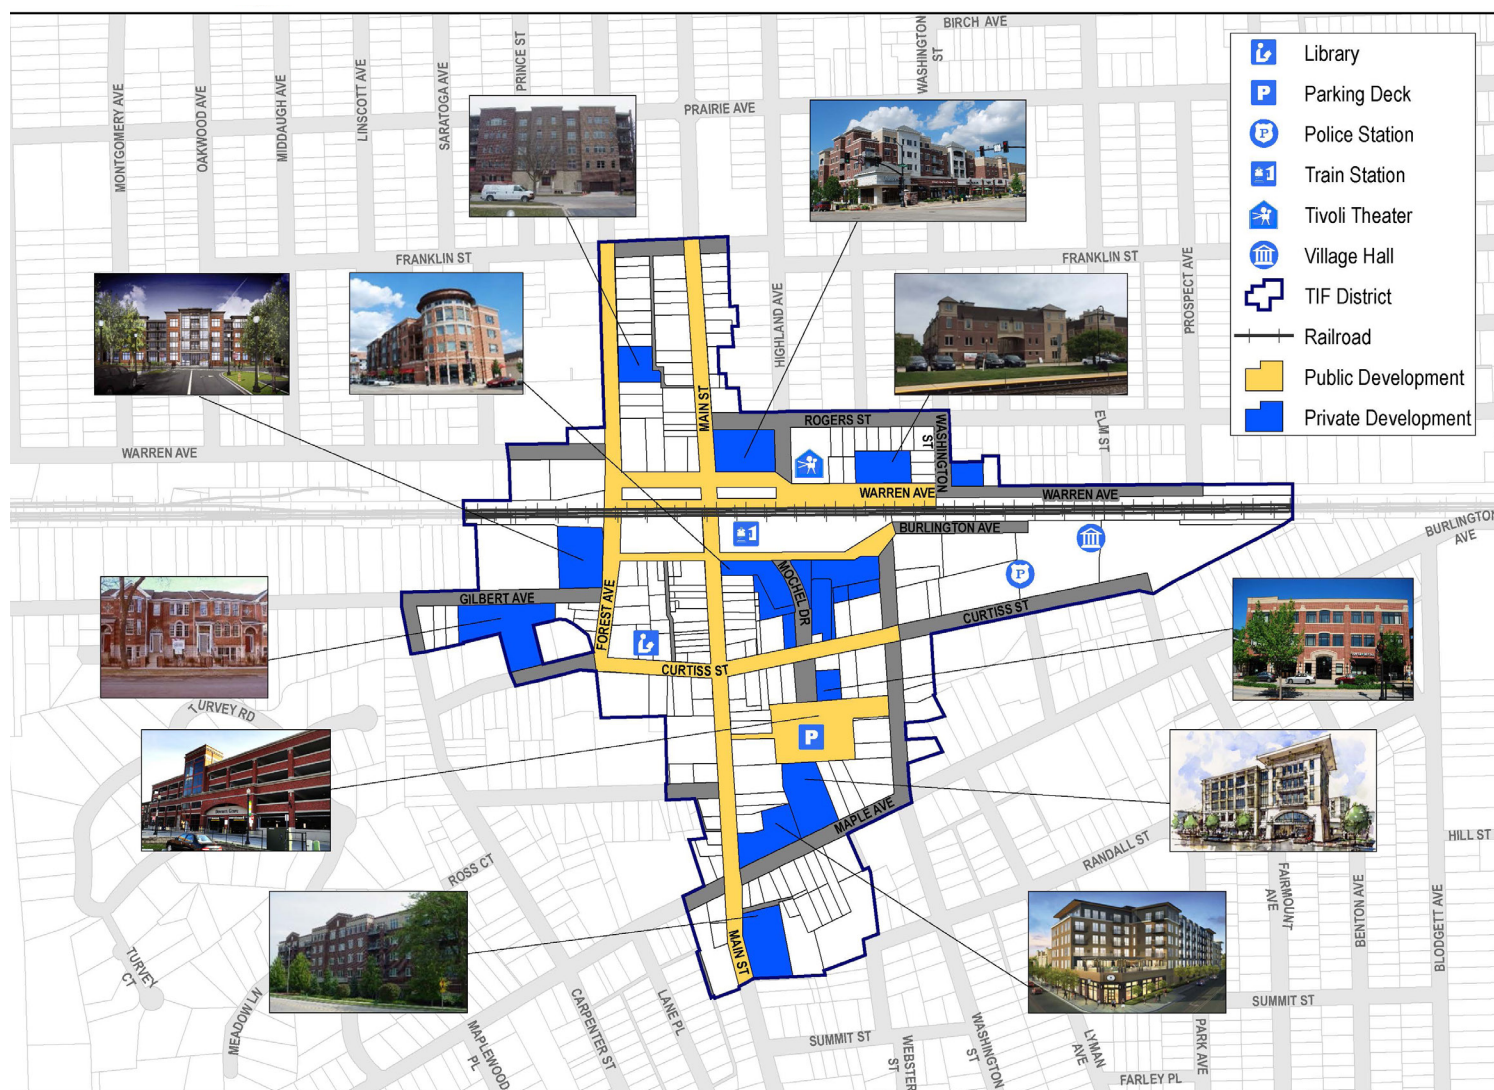 BIRCH AVE
WASHINGTON
ST
PRINCE ST
SARATOGA AVE
LINSCOTT AVE
MIDDAUGH AVE
OAKWOOD AVE
MONTGOMERY AVE
PRAIRIE AVE
Library
Parking Deck
Police Station
Train Station
Tivoli Theater
Village Hall
TIF District
Railroad
Public Development
Private Development
FRANKLIN ST
FRANKLIN ST
HIGHLAND AVE
PROSPECT AVE
MAIN ST
ROGERS ST
WASHINGTON
ST
ELM ST
WARREN AVE
WARREN AVE
WARREN AVE
BURLINGTON AVE
BURLINGTON
AVE
1
P
MOCHEL DR
GILBERT AVE
FOREST AVE
CURTISS ST
CURTISS ST
TURVEY RD
P
MAPLE AVE
RANDALL ST
HILL ST
ROSS CT
FAIRMOUNT
AVE
BENTON AVE
BLODGETT AVE
MAIN ST
TURVEY
CT
MEADOW LN
MAPLEWOOD
PL
CARPENTER ST
LANE PL
SUMMIT ST
SUMMIT ST
WEBSTER
ST
WASHINGTON
ST
LYMAN
AVE
PARK AVE
FARLEY PL